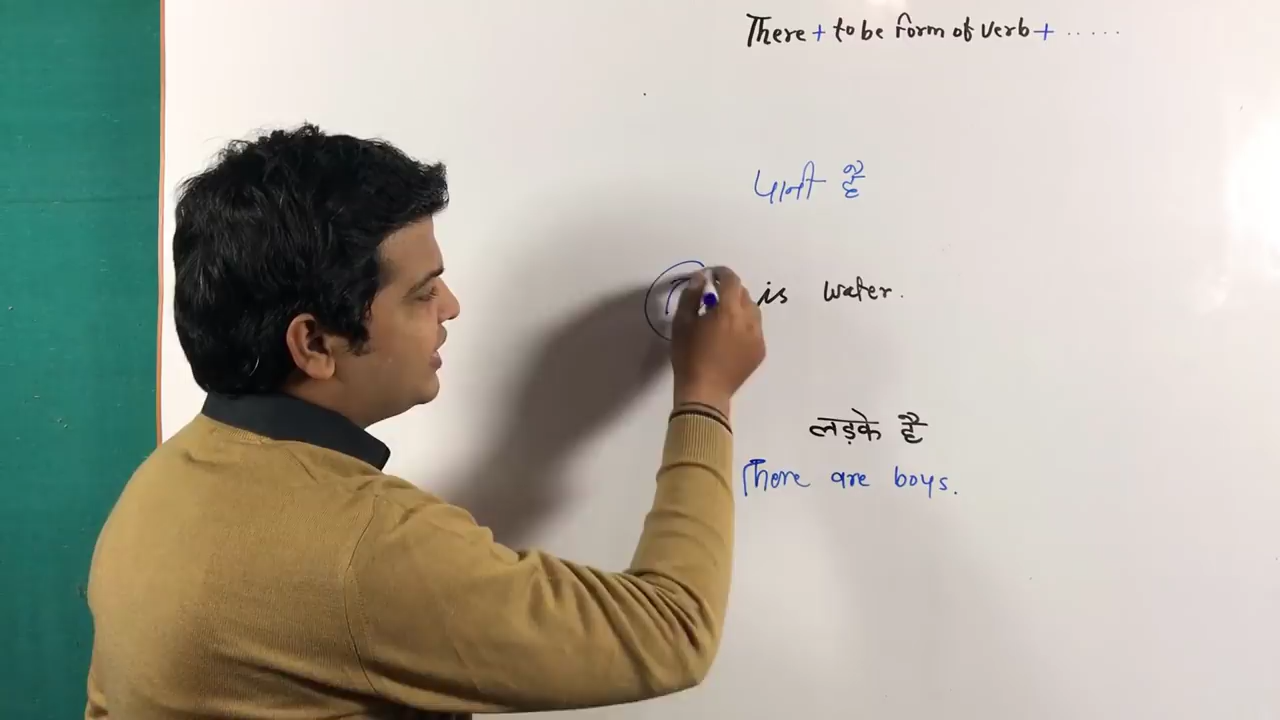 There + to be form of verb + .....
पानी है
is water.
लड़के है
There are boys.